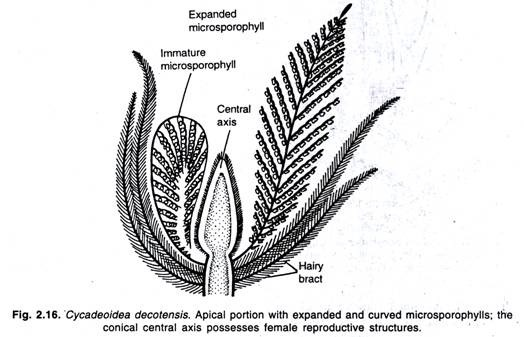 Expanded
microsporophyll
Immature
microsporophyll
Central
axis
Hairy
bract
Fig. 2.16. Cycadeoidea decotensis. Apical portion with expanded and curved microsporophylls; the
conical central axis possesses female reproductive structures.